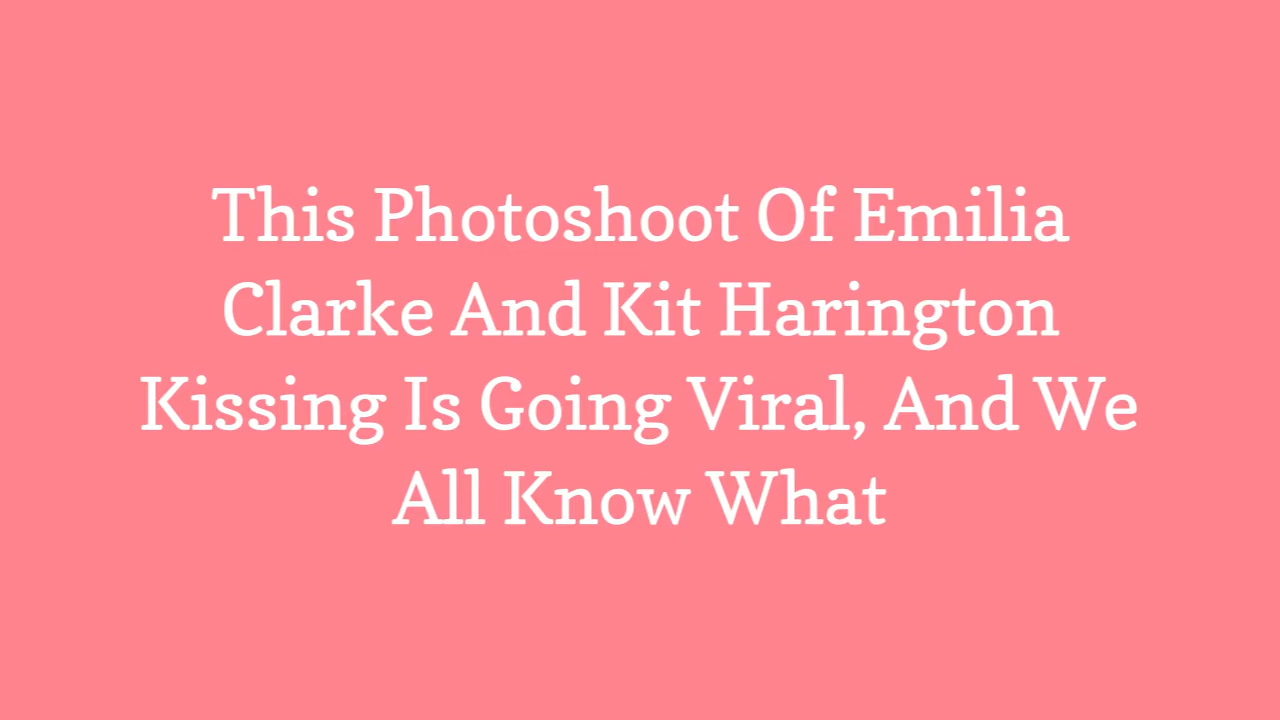 This Photoshoot Of Emilia
Clarke And Kit Harington
Kissing Is Going Viral, And We
All Know What